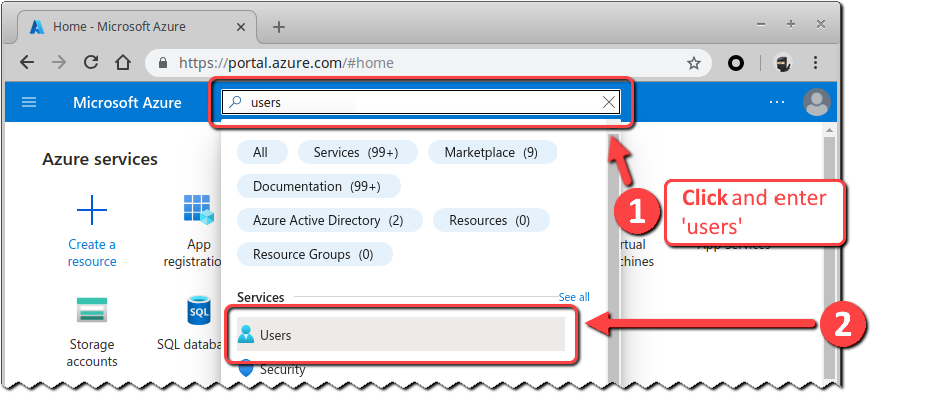 Home - Microsoft Azure
https://portal.azure.com/#home
Microsoft Azure
users
Azure services
All
Services (99+)
Marketplace (9)
Documentation (99+)
Azure Active Directory (2)
Resources (0)
Resource Groups (0)
1
Click and enter
'users'
Create a
resource
App
registratio
Services
See all
Users
2
Storage
accounts
SQL databa
Security
SQL
chines
App Services